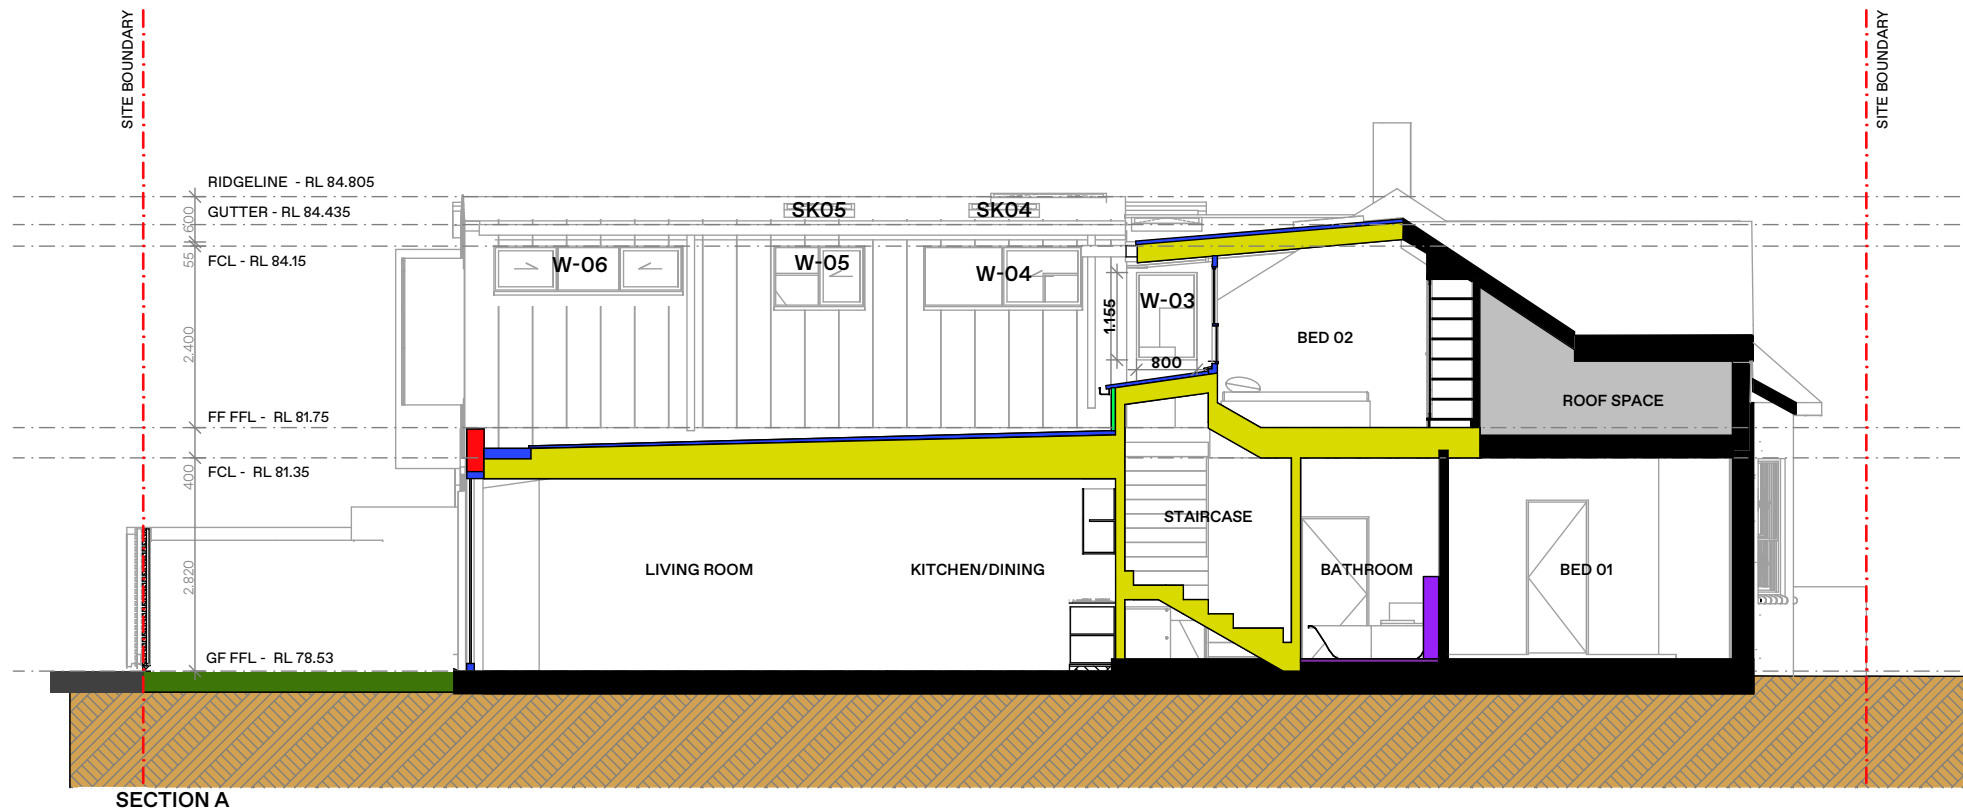 SITE BOUNDARY
SITE BOUNDARY
RIDGELINE - RL 84.805
600
GUTTER - RL 84.435
SK05
SK04
55
FCL - RL 84.15
W-06
W-05
W-04
W-03
1.155
2,400
BED 02
800
ROOF SPACE
FF FFL - RL 81.75
400
FCL - RL 81.35
STAIRCASE
2,820
LIVING ROOM
KITCHEN/DINING
BATHROOM
BED 01
GF FFL - RL 78.53
SECTION A